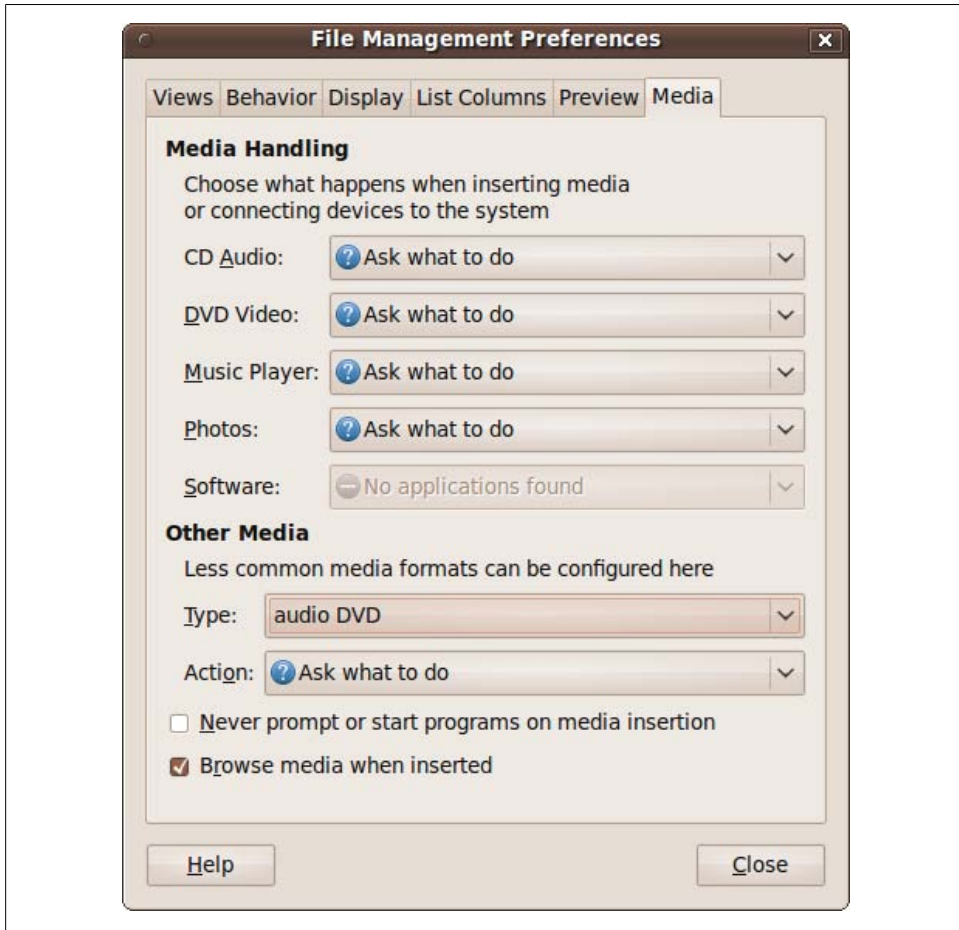 File Management Preferences
Views Behavior Display List Columns Preview Media
Media Handling
Choose what happens when inserting media
or connecting devices to the system
CD Audio: Ask what to do
DVD Video: Ask what to do
Music Player: Ask what to do
Photos: Ask what to do
Software: No applications found
Other Media
Less common media formats can be configured here
Type: audio DVD
Action: Ask what to do
Never prompt or start programs on media insertion
Browse media when inserted
Help Close